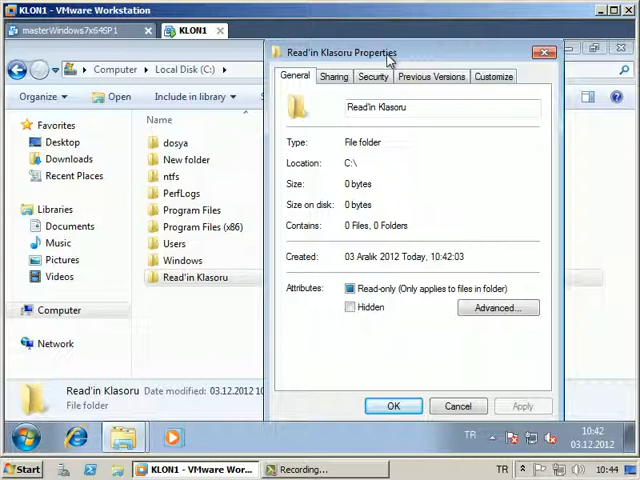 KLON1 - VMware Workstation
masterWindows7x64SP1
KLON1
Read'in Klasoru Properties
Computer
Local Disk (C:)
General
Sharing
Security
Previous Versions
Customize
Organize
Open
Include in library
Name
Read'in Klasoru
Favorites
Desktop
Downloads
Recent Places
Libraries
Documents
Music
Pictures
Videos
Computer
Network
dosya
New folder
ntfs
PerfLogs
Program Files
Program Files (x86)
Users
Windows
Read'in Klasoru
Type: File folder
Location: C:\
Size: 0 bytes
Size on disk: 0 bytes
Contains: 0 Files, 0 Folders
Created: 03 Aralık 2012 Today, 10:42:03
Attributes: Read-only (Only applies to files in folder)
Hidden
Advanced...
Read'in Klasoru Date modified: 03.12.2012 10
File folder
OK
Cancel
Apply
TR
10:42
03.12.2012
Start
KLON1 - VMware Wor...
Recording...
TR
10:44